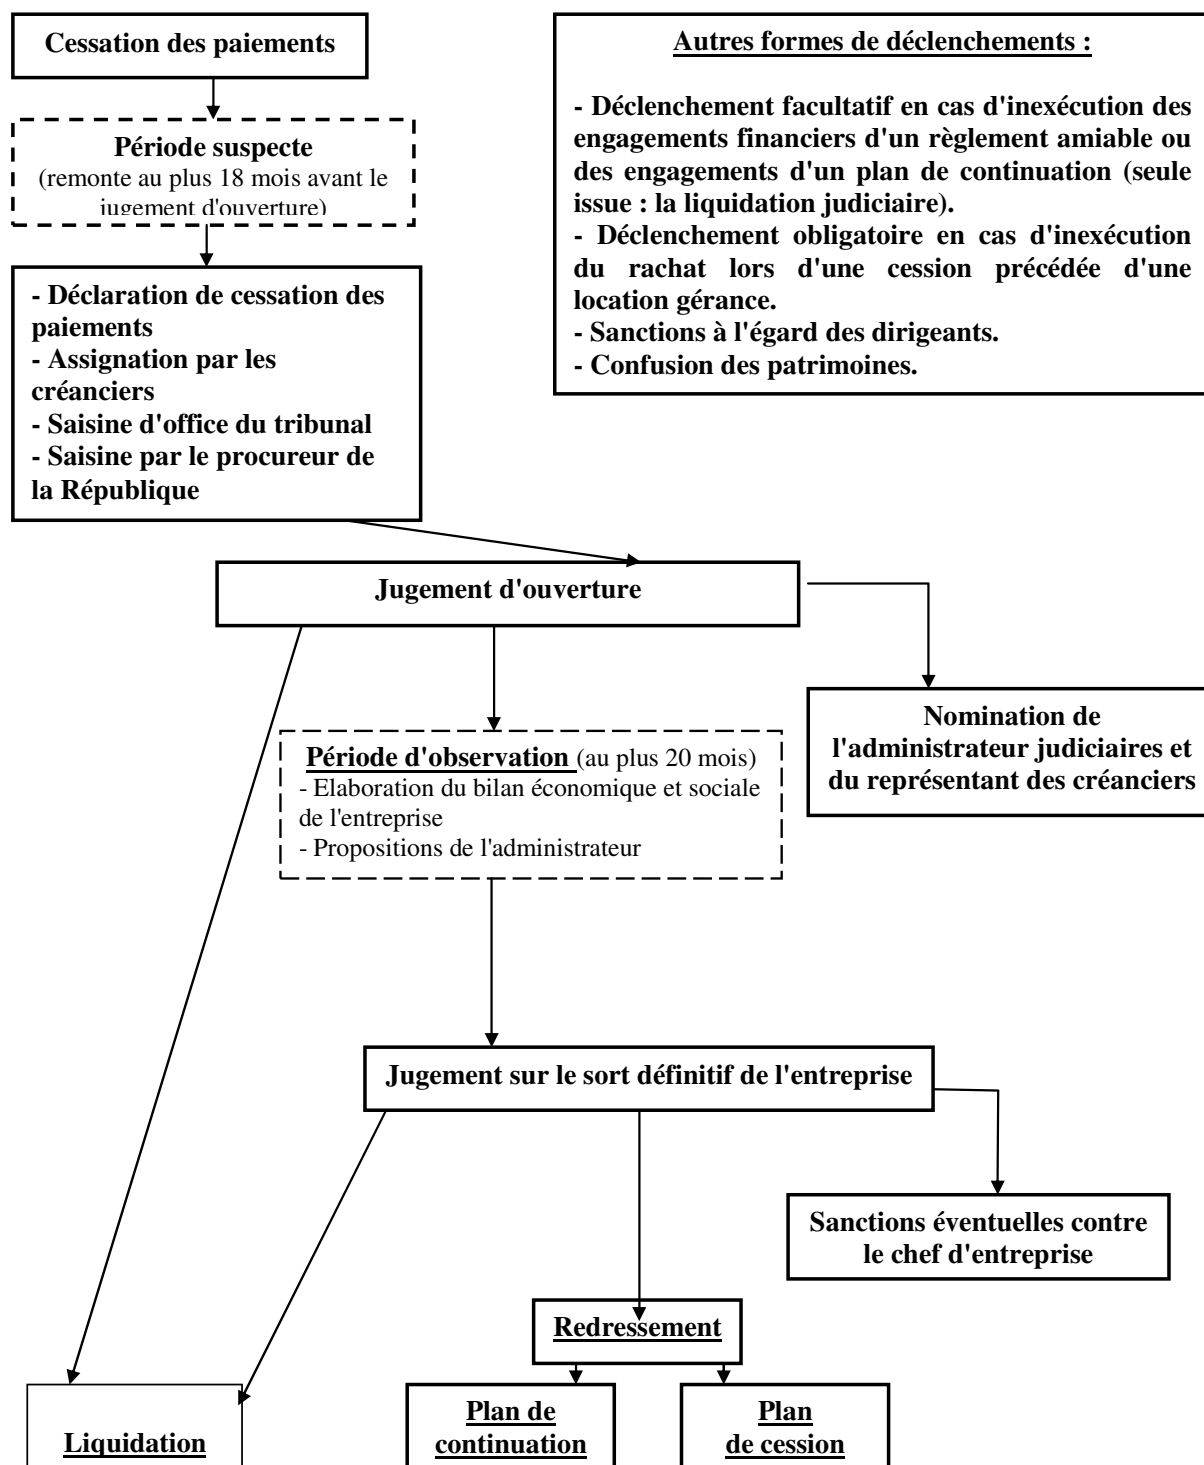 Cessation des paiements
Période suspecte
(remonte au plus 18 mois avant le
jugement d'ouverture)
- Déclaration de cessation des
paiements
- Assignation par les
créanciers
- Saisine d'office du tribunal
- Saisine par le procureur de
la République
Autres formes de déclenchements :
- Déclenchement facultatif en cas d'inexécution des
engagements financiers d'un règlement amiable ou
des engagements d'un plan de continuation (seule
issue : la liquidation judiciaire).
- Déclenchement obligatoire en cas d'inexécution
du rachat lors d'une cession précédée d'une
location gérance.
- Sanctions à l'égard des dirigeants.
- Confusion des patrimoines.
Jugement d'ouverture
Nomination de
l'administrateur judiciaires et
du représentant des créanciers
Période d'observation (au plus 20 mois)
- Elaboration du bilan économique et sociale
de l'entreprise
- Propositions de l'administrateur
Jugement sur le sort définitif de l'entreprise
Sanctions éventuelles contre
le chef d'entreprise
Redressement
Liquidation
Plan de
continuation
Plan
de cession